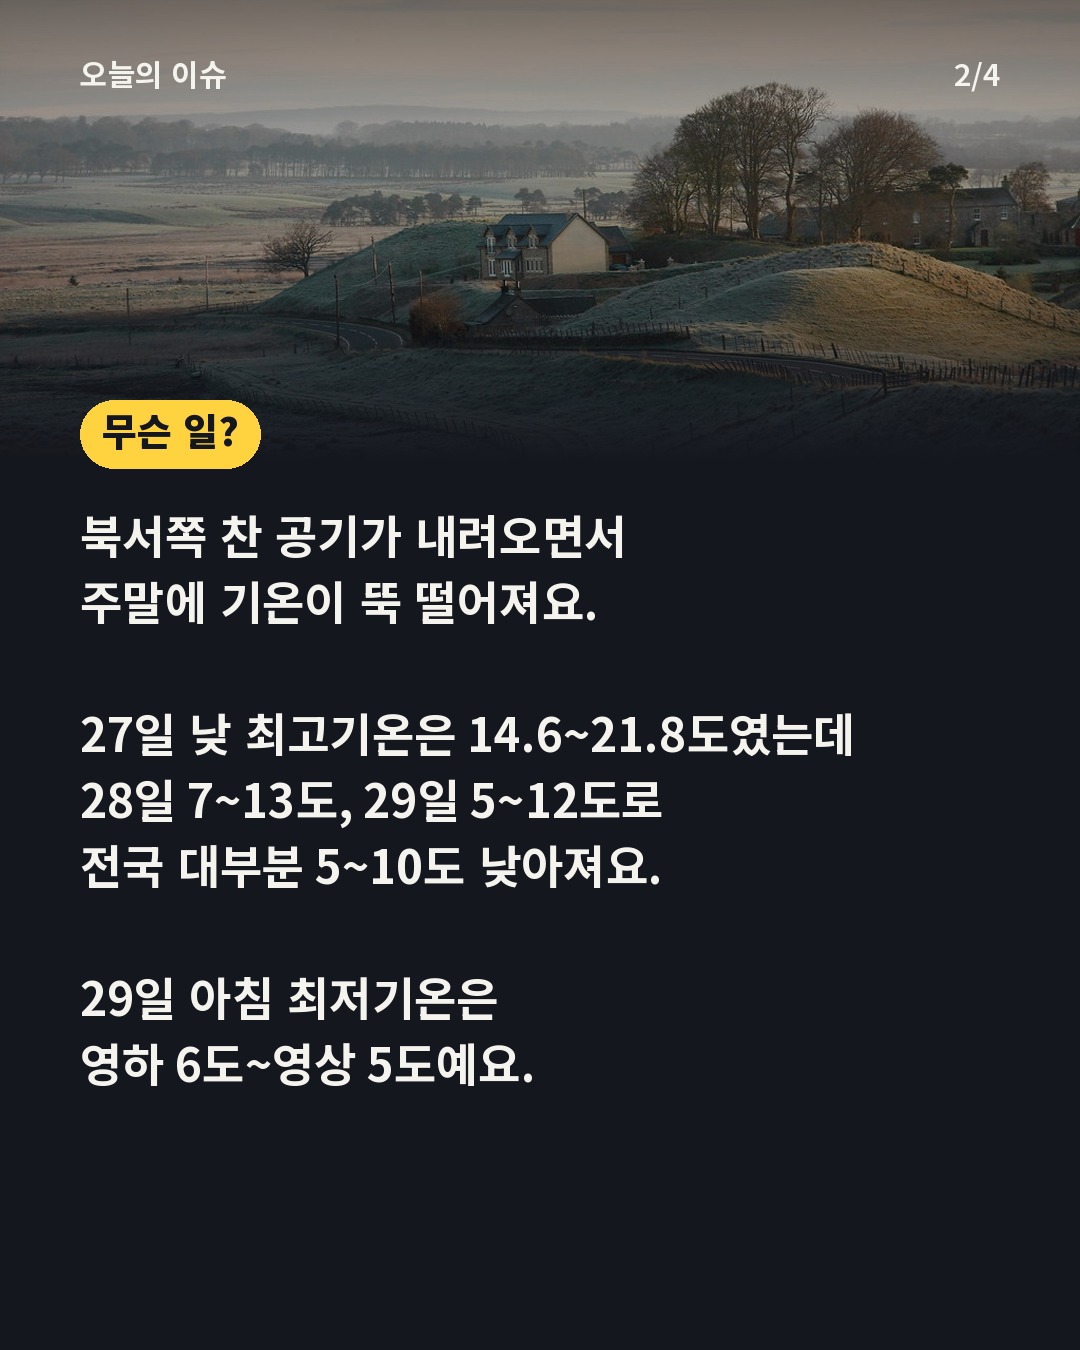 오늘의 이슈
2/4
무슨 일?
북서쪽 찬 공기가 내려오면서
주말에 기온이 뚝 떨어져요.
27일 낮 최고기온은 14.6~21.8도였는데
28일 7~13도, 29일 5~12도로
전국 대부분 5~10도 낮아져요.
29일 아침 최저기온은
영하 6도~영상 5도예요.